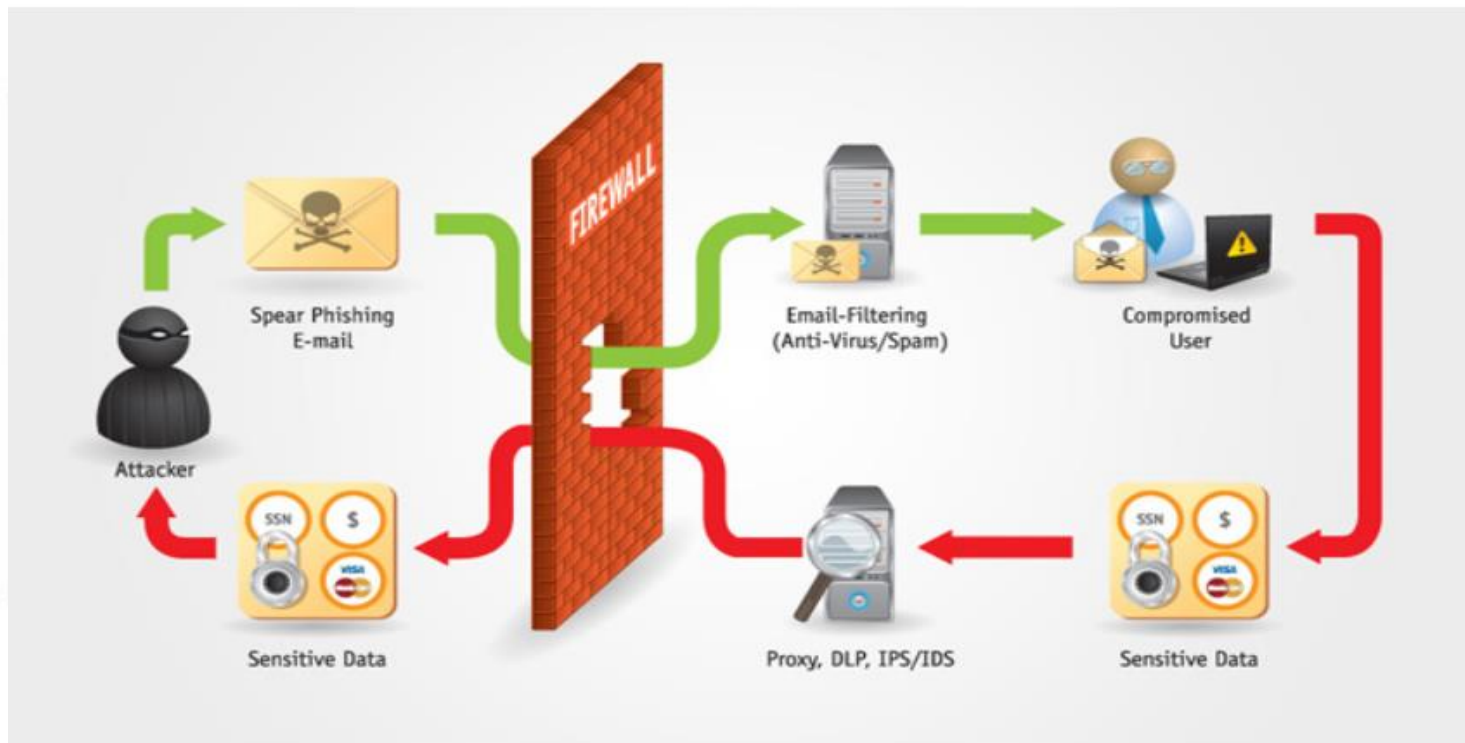 FIREWALL
Spear Phishing
E-mail
Email-Filtering
(Anti-Virus/Spam)
Compromised
User
Attacker
SSN
$
VISA
Sensitive Data
Proxy, DLP, IPS/IDS
SSN
$
VISA
Sensitive Data